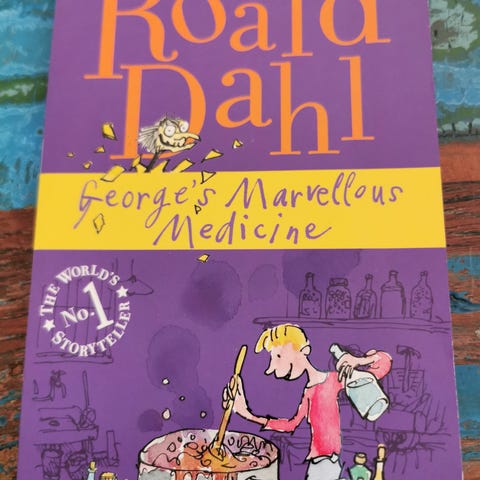 Roald
Dahl
George's Marvellous
Medicine
THE WORLD'S
No. 1
STORYTELLER